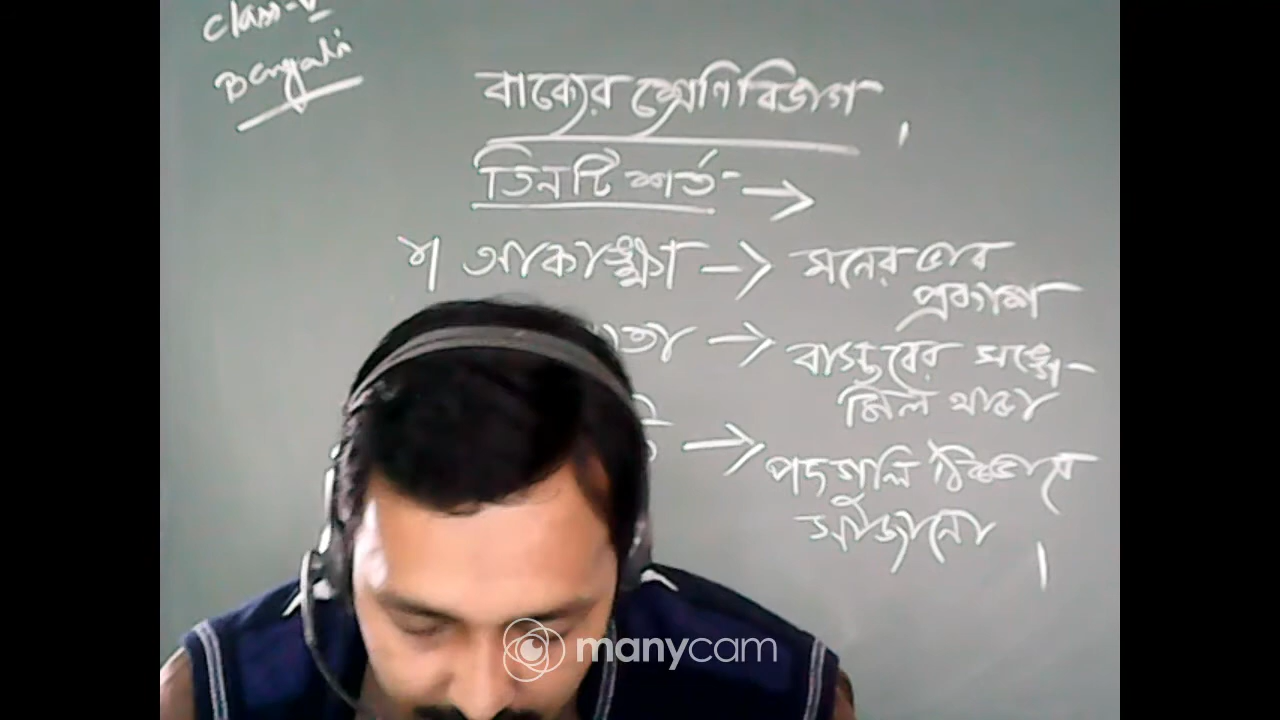 Class-V
Bengali
বাক্যের শ্রেণিবিভাগ
তিনটি শর্ত →
১। আকাঙ্ক্ষা → মনের ভাব
প্রকাশ
তা → বাস্তবের সঙ্গে
মিল থাকা
→ পদগুলি ঠিকভাবে
সাজানো ।
manycam